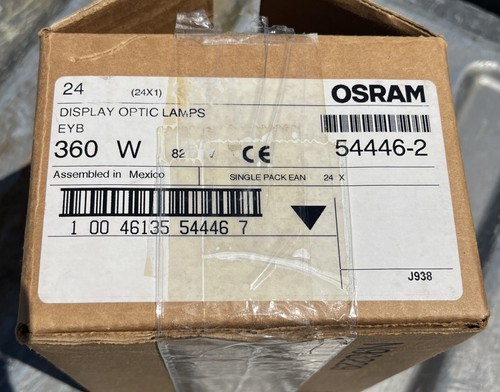 24 (24X1) OSRAM
DISPLAY OPTIC LAMPS
EYB
360 W 82 V CE 54446-2
Assembled in Mexico SINGLE PACK EAN 24 X
1 00 46135 54446 7
J938